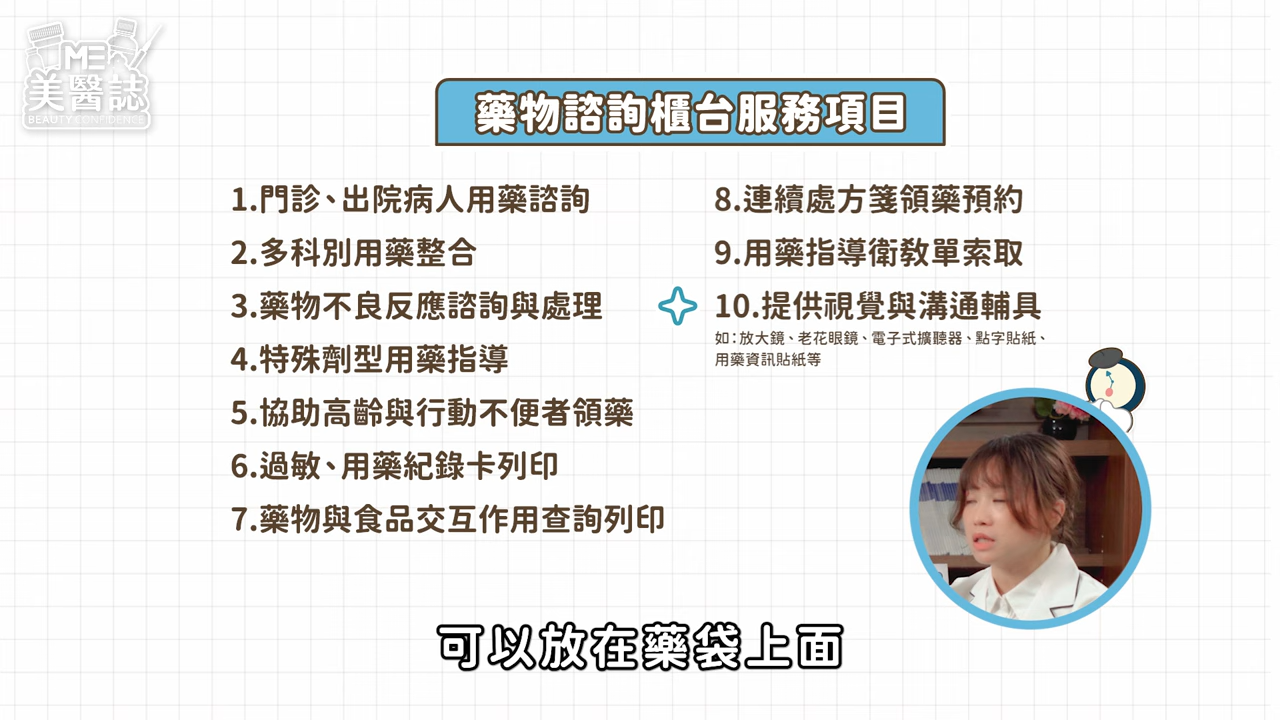 ME
美醫誌
BEAUTY CONFIDENCE
藥物諮詢櫃台服務項目
1.門診、出院病人用藥諮詢
2.多科別用藥整合
3.藥物不良反應諮詢與處理
4.特殊劑型用藥指導
5.協助高齡與行動不便者領藥
6.過敏、用藥紀錄卡列印
7.藥物與食品交互作用查詢列印
8.連續處方箋領藥預約
9.用藥指導衛教單索取
10.提供視覺與溝通輔具
如：放大鏡、老花眼鏡、電子式擴聽器、點字貼紙、
用藥資訊貼紙等
可以放在藥袋上面